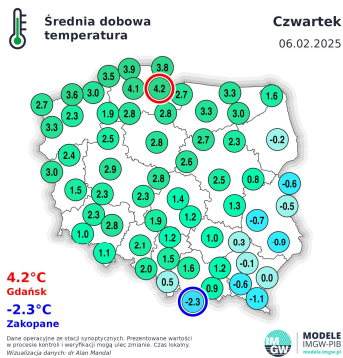 Średnia dobowa
temperatura
Czwartek
06.02.2025
3.8
3.9
3.5
4.1 4.2 2.7 3.3 1.6
3.6 3.0
2.7
2.3 1.9 2.8 2.8 3.3 3.0
3.3
2.5 2.8 2.7 2.3 -0.2
2.4 2.6
3.0 2.9
2.8 2.5 0.8 -0.6
1.5 2.3 2.3 1.4 1.3 -0.5
2.3 1.9 1.2 -0.7
2.8
1.0 1.2 1.0 0.3 -0.9
1.1 2.1
1.5 -0.1
2.0 1.6 1.2 0.0
0.5 0.9 -0.6
-2.3 -1.1
4.2°C
Gdańsk
-2.3°C
Zakopane
Dane operacyjne ze stacji synoptycznych. Prezentowane wartości
w procesie kontroli i weryfikacji mogą ulec zmianie. Czas lokalny.
Wizualizacja danych: dr Alan Mandal
IM
GW
MODELE
IMGW-PIB
modele.imgw.pl